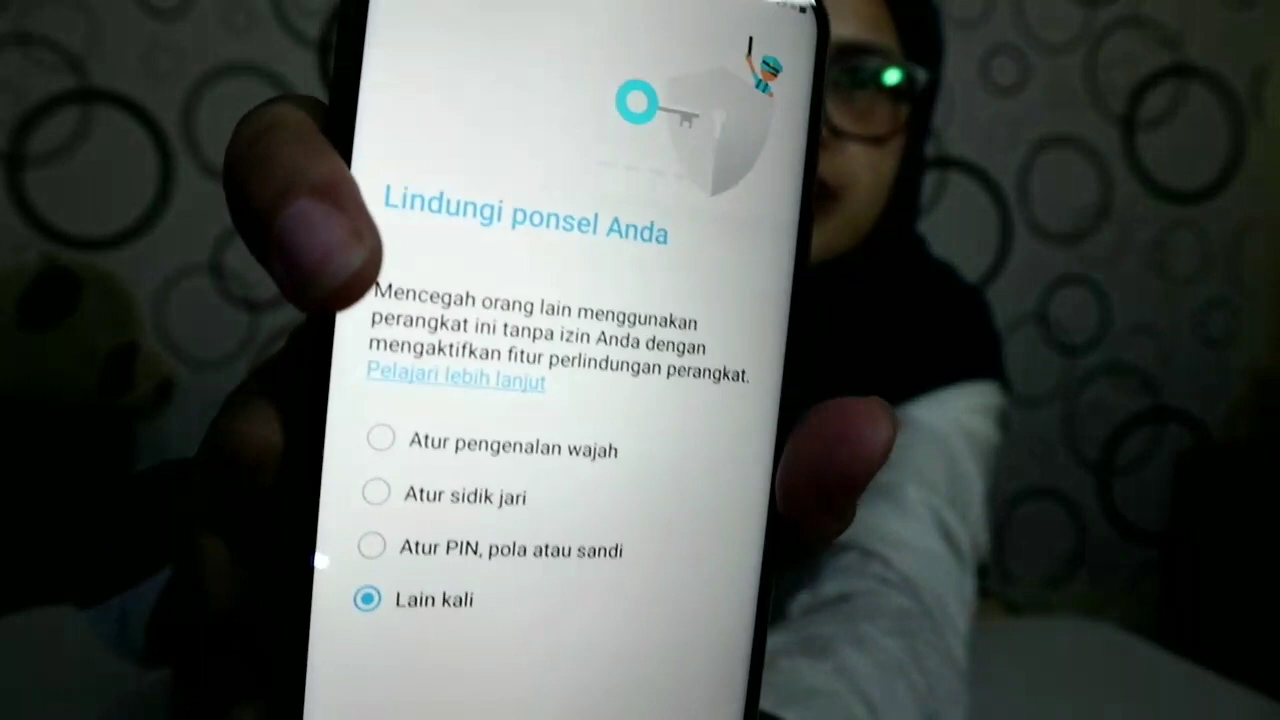 Lindungi ponsel Anda
Mencegah orang lain menggunakan
perangkat ini tanpa izin Anda dengan
mengaktifkan fitur perlindungan perangkat.
Pelajari lebih lanjut
Atur pengenalan wajah
Atur sidik jari
Atur PIN, pola atau sandi
Lain kali